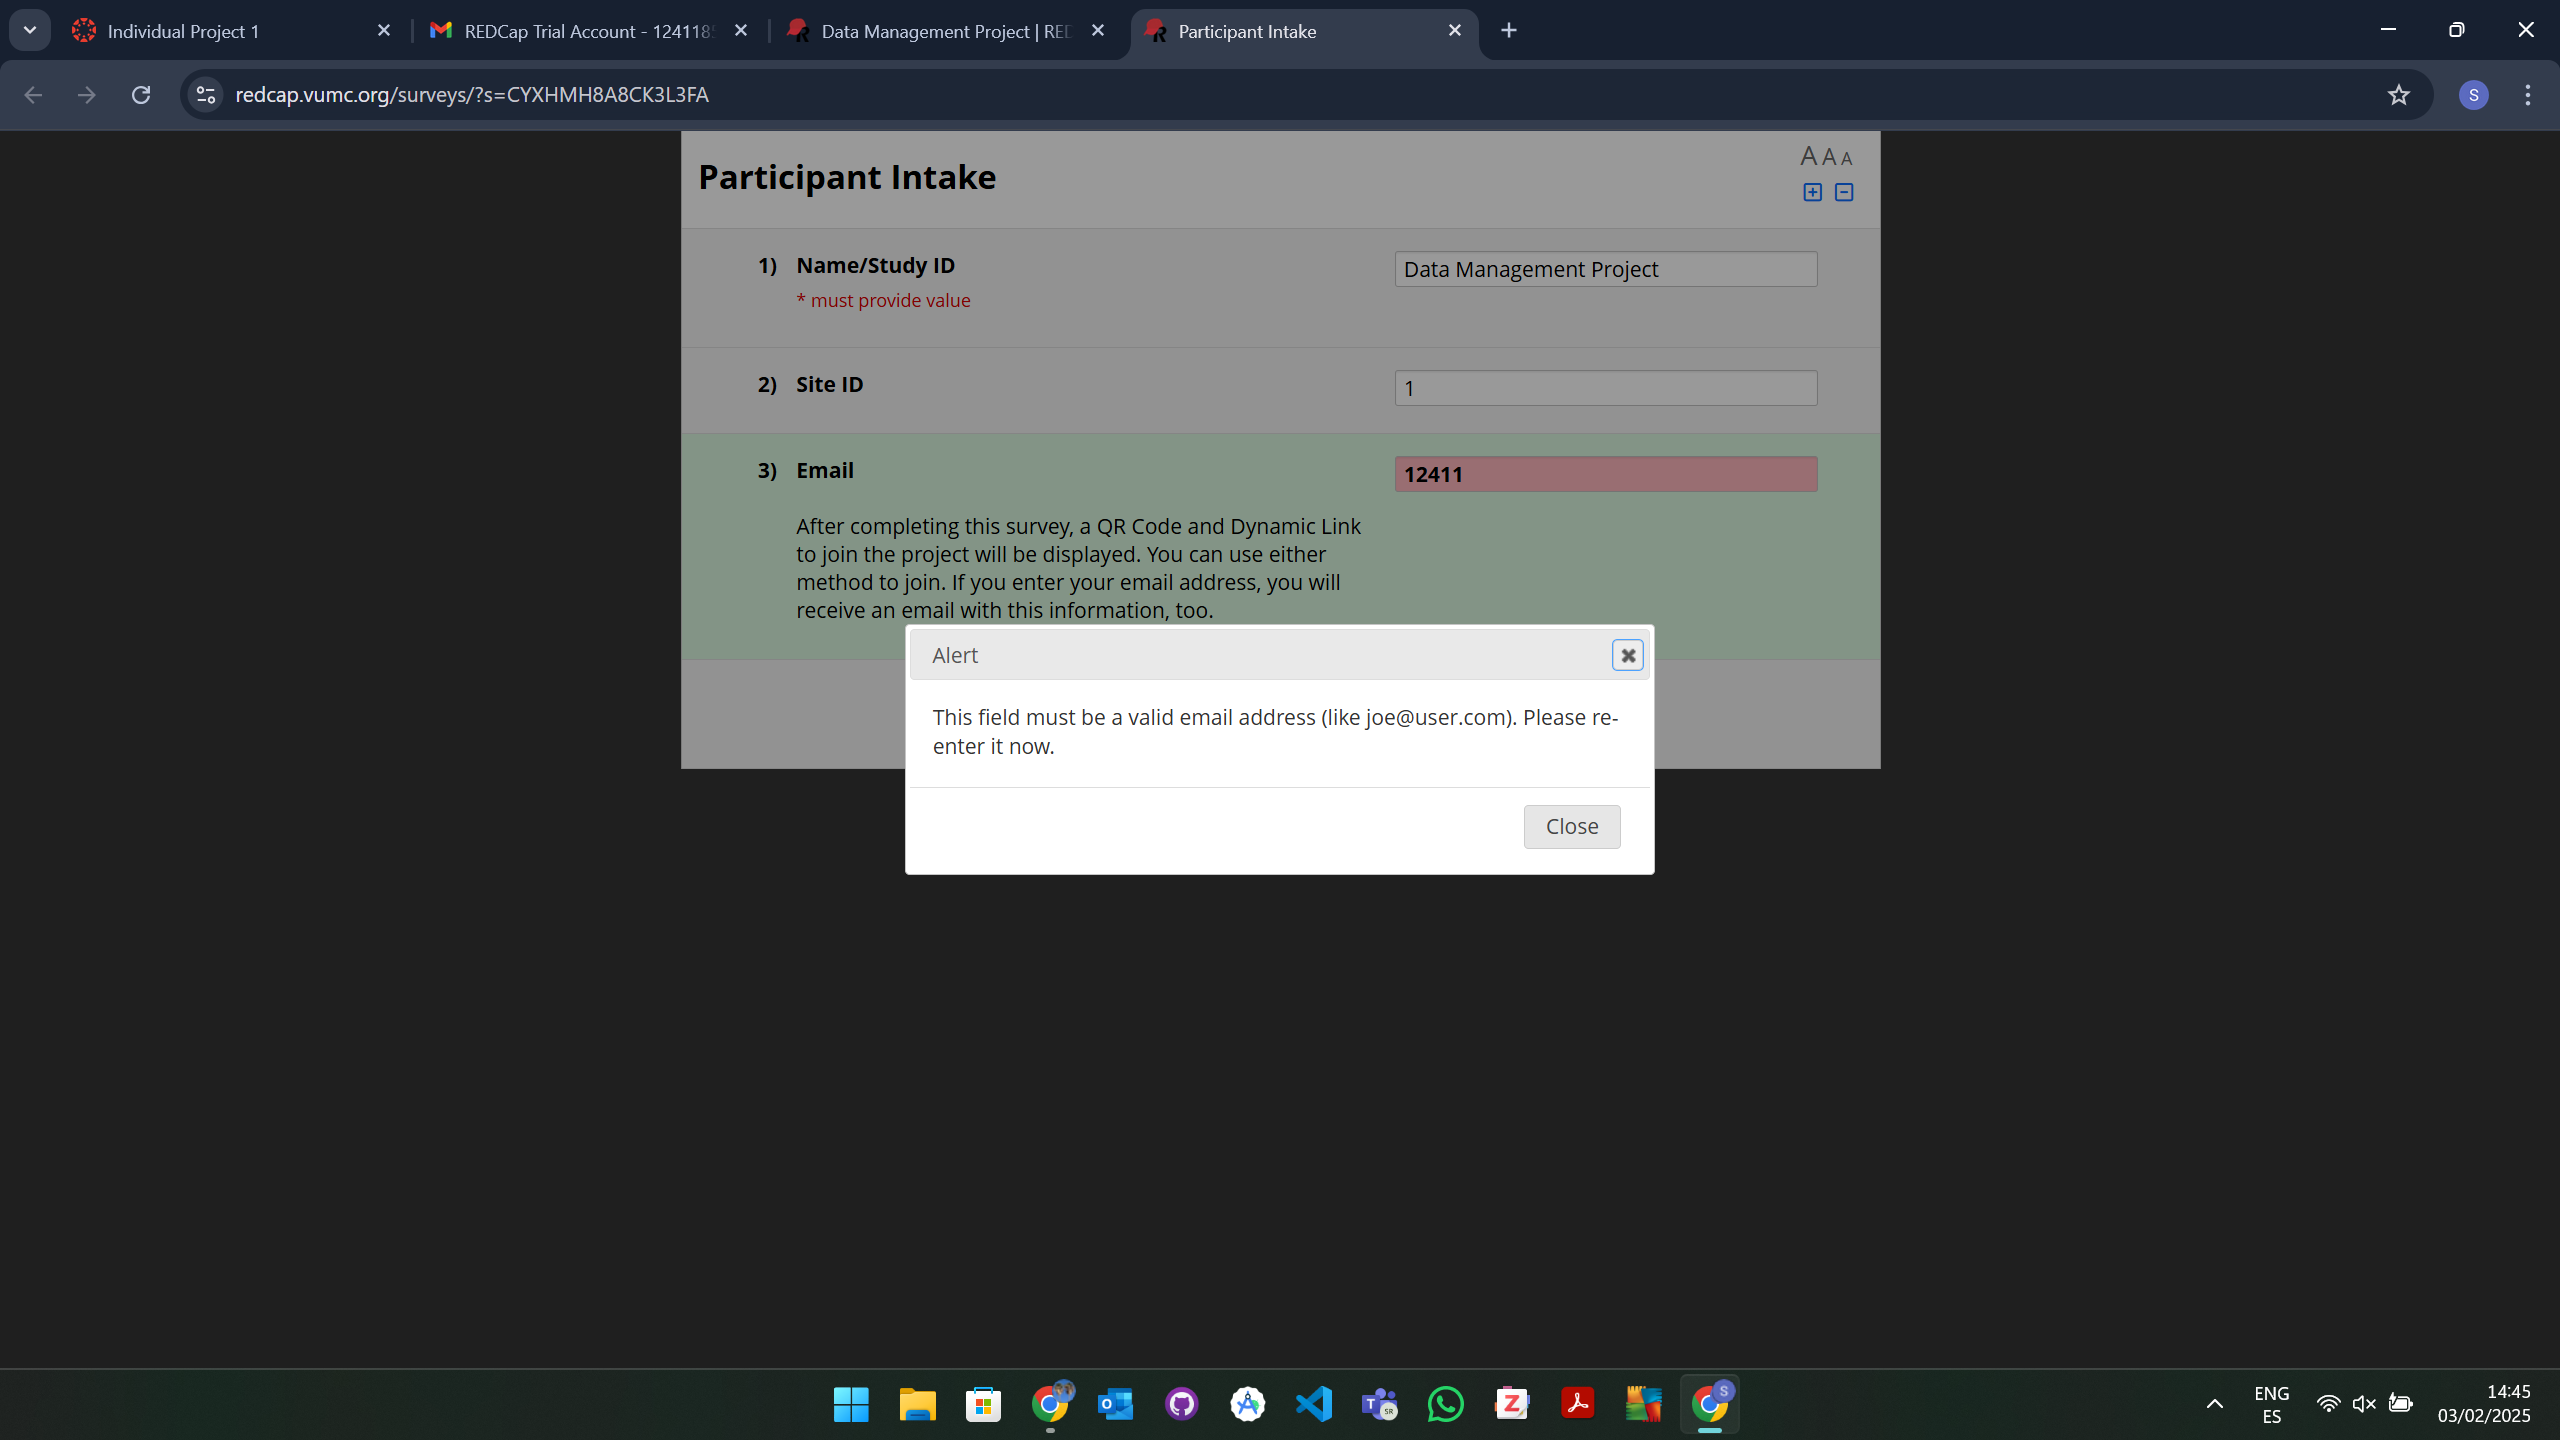 Individual Project 1
REDCap Trial Account - 124118
Data Management Project | RED
Participant Intake
redcap.vumc.org/surveys/?s=CYXHMH8A8CK3L3FA
S
Participant Intake
A A A
1) Name/Study ID
Data Management Project
* must provide value
2) Site ID
1
3) Email
12411
After completing this survey, a QR Code and Dynamic Link
to join the project will be displayed. You can use either
method to join. If you enter your email address, you will
receive an email with this information, too.
Alert
This field must be a valid email address (like joe@user.com). Please re-
enter it now.
Close
ENG
ES
14:45
03/02/2025